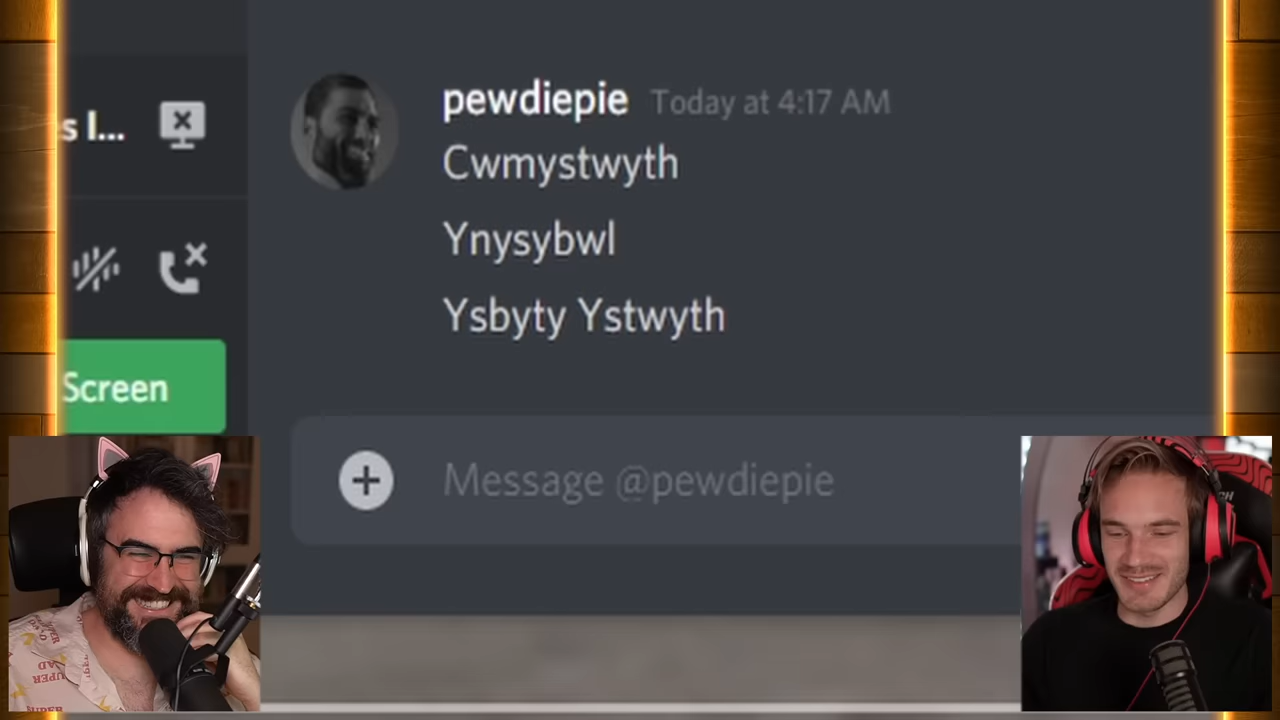 s I...
pewdiepie Today at 4:17 AM
Cwmystwyth
Ynysybwl
Ysbyty Ystwyth
Screen
Message @pewdiepie